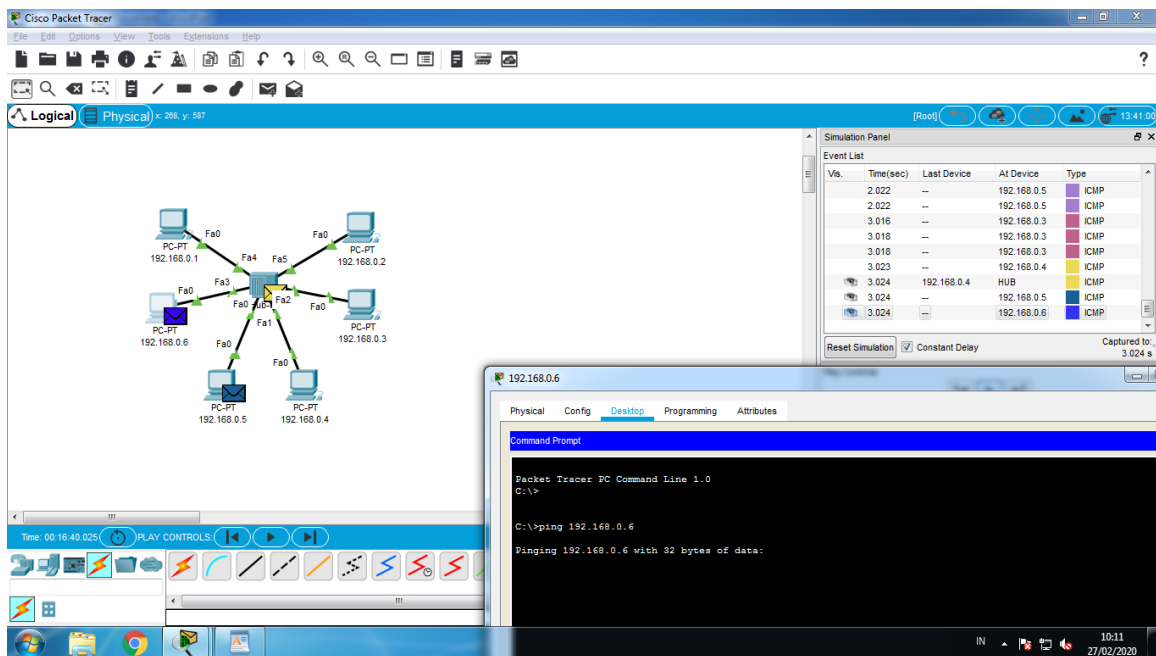 Cisco Packet Tracer
File Edit Options View Tools Extensions Help
?
Logical Physical x: 268, y: 587 [Root] 13:41:00
Simulation Panel
Event List
Vis. Time(sec) Last Device At Device Type
2.022 -- 192.168.0.5 ICMP
2.022 -- 192.168.0.5 ICMP
3.016 -- 192.168.0.3 ICMP
3.018 -- 192.168.0.3 ICMP
3.018 -- 192.168.0.3 ICMP
3.023 -- 192.168.0.4 ICMP
3.024 192.168.0.4 HUB ICMP
3.024 -- 192.168.0.5 ICMP
3.024 -- 192.168.0.6 ICMP
Reset Simulation Constant Delay Captured to:
3.024 s
Fa0
PC-PT
192.168.0.1
Fa0
PC-PT
192.168.0.2
Fa4 Fa5
Fa3
Fa0
Fa2
Fa1
Fa0
PC-PT
192.168.0.6
Fa0
PC-PT
192.168.0.3
Fa0
PC-PT
192.168.0.5
Fa0
PC-PT
192.168.0.4
192.168.0.6
Physical Config Desktop Programming Attributes
Command Prompt
Packet Tracer PC Command Line 1.0
C:\>
C:\>ping 192.168.0.6
Pinging 192.168.0.6 with 32 bytes of data:
Time: 00:16:40.025 PLAY CONTROLS:
IN 10:11
27/02/2020